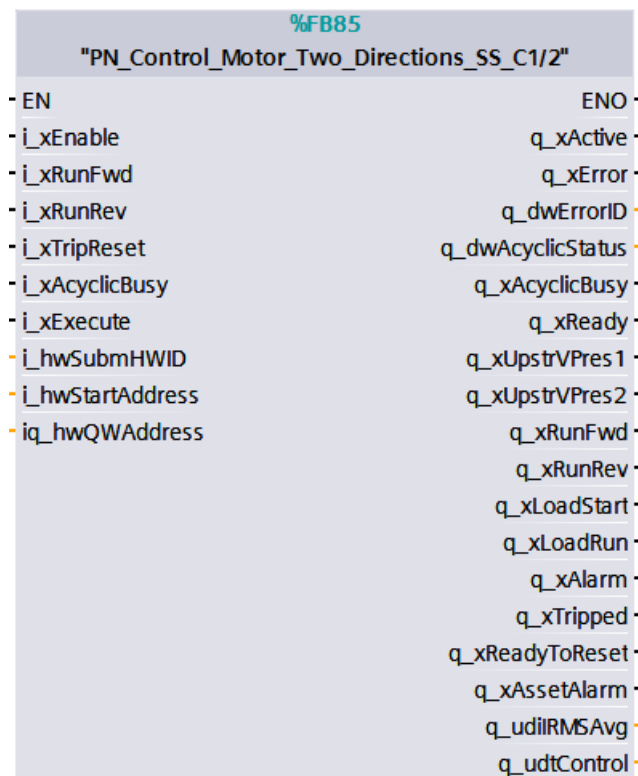 %FB85
"PN_Control_Motor_Two_Directions_SS_C1/2"
EN ENO
i_xEnable q_xActive
i_xRunFwd q_xError
i_xRunRev q_dwErrorID
i_xTripReset q_dwAcyclicStatus
i_xAcyclicBusy q_xAcyclicBusy
i_xExecute q_xReady
i_hwSubmHWID q_xUpstrVPres1
i_hwStartAddress q_xUpstrVPres2
iq_hwQWAddress q_xRunFwd
q_xRunRev
q_xLoadStart
q_xLoadRun
q_xAlarm
q_xTripped
q_xReadyToReset
q_xAssetAlarm
q_udiIRMSAvg
q_udtControl